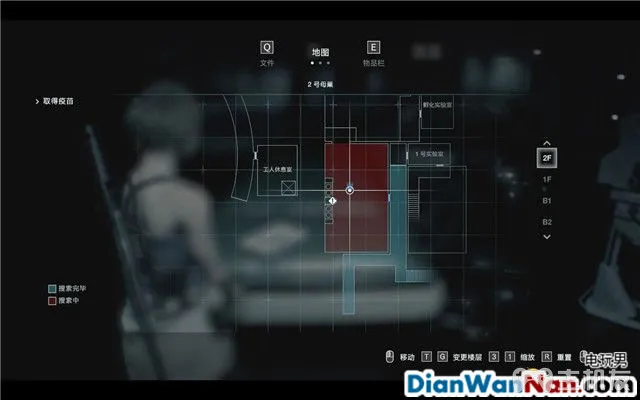 Q
E
文件
地图
物品栏
2 号母巢
取得疫苗
孵化实验室
1 号实验室
工人休息室
2F
1F
B1
B2
搜索完毕
搜索中
移动 T G 变更楼层 3 1 缩放 R 重置
电玩男
DianWanNan.com